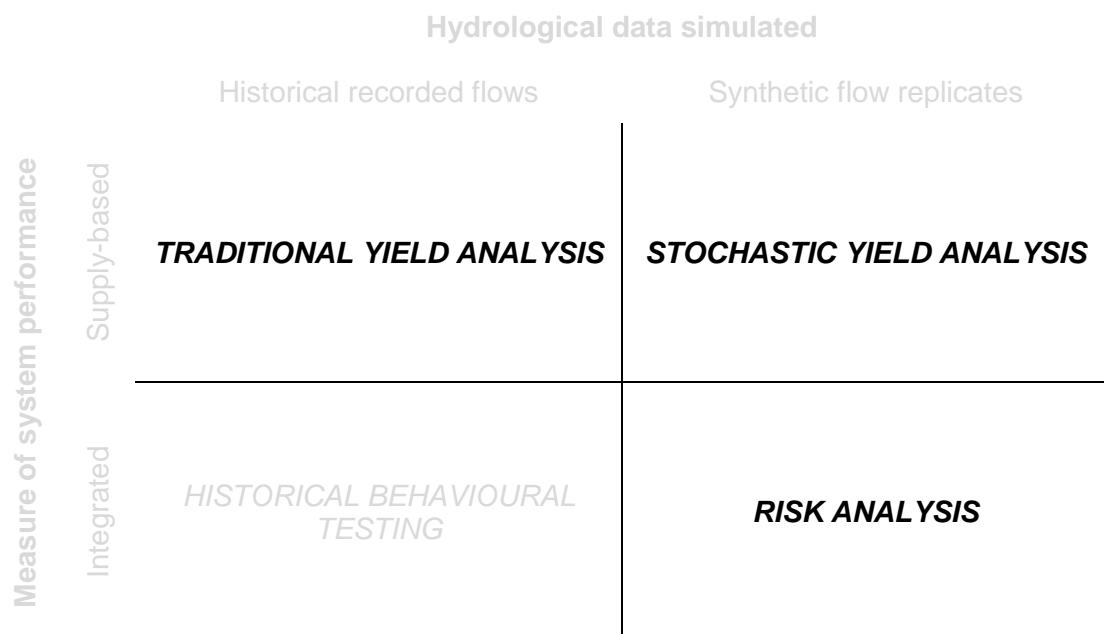 Hydrological data simulated
Historical recorded flows
Synthetic flow replicates
Measure of system performance
Supply-based
TRADITIONAL YIELD ANALYSIS
STOCHASTIC YIELD ANALYSIS
Integrated
HISTORICAL BEHAVIOURAL
TESTING
RISK ANALYSIS